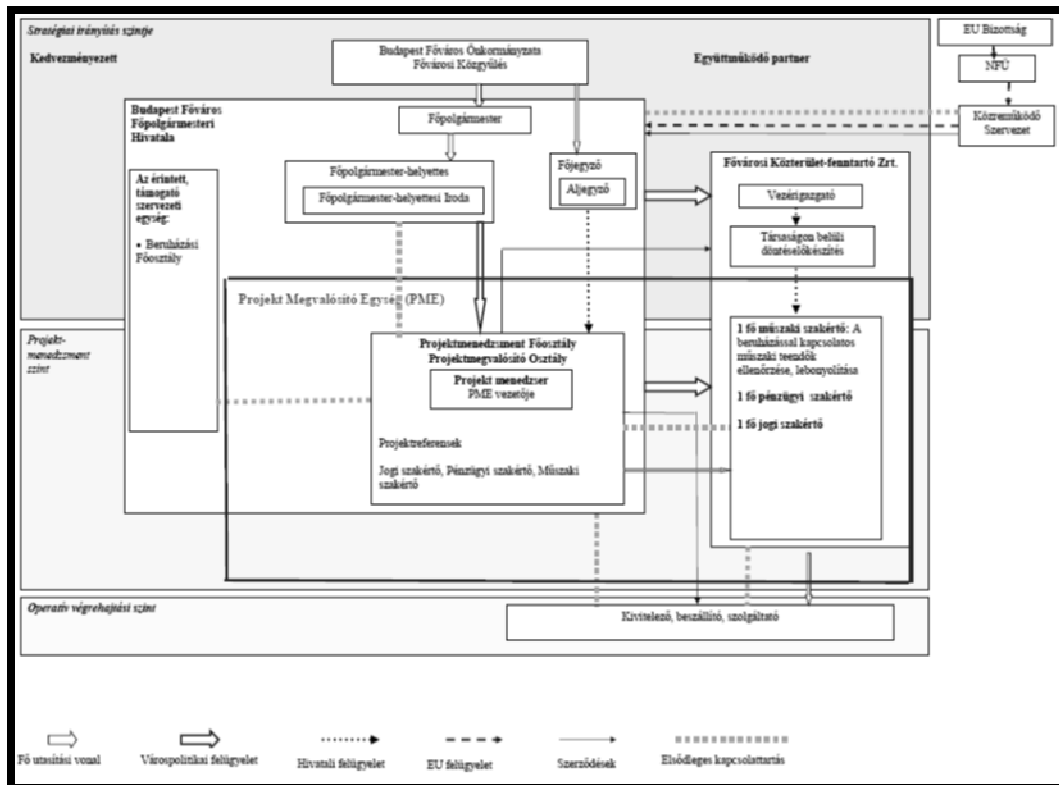 Stratégiai irányítás szintje
Kedvezményezett
Budapest Főváros Önkormányzata
Fővárosi Közgyűlés
Együttműködő partner
EU Bizottság
NFÜ
Közreműködő
Szervezet
Budapest Főváros
Főpolgármesteri
Hivatala
Főpolgármester
Az érintett,
támogató
szervezeti
egység:
• Beruházási
Főosztály
Főpolgármester-helyettes
Főpolgármester-helyettesi Iroda
Főjegyző
Aljegyző
Fővárosi Közterület-fenntartó Zrt.
Vezérigazgató
Társaságon belüli
döntéselőkészítés
Projekt Megvalósító Egység (PME)
Projekt-
menedzsment
szint
Projektmenedzsment Főosztály
Projektmegvalósító Osztály
Projekt menedzser
PME vezetője
Projektreferensek
Jogi szakértő, Pénzügyi szakértő, Műszaki
szakértő
1 fő műszaki szakértő: A
beruházással kapcsolatos
műszaki teendők
ellenőrzése, lebonyolítása
1 fő pénzügyi szakértő
1 fő jogi szakértő
Operatív végrehajtási szint
Kivitelező, beszállító, szolgáltató
Fő utasítási vonal
Várospolitikai felügyelet
Hivatali felügyelet
EU felügyelet
Szerződések
Elsődleges kapcsolattartás